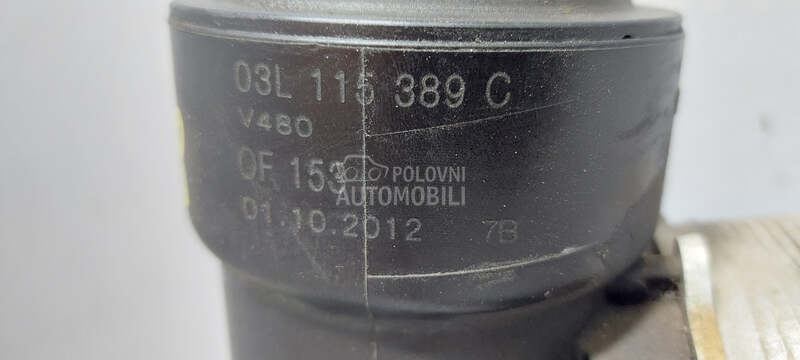 03L 115 389 C
V480
OF 153
POLOVNI
AUTOMOBILI
01.10.2012 7B